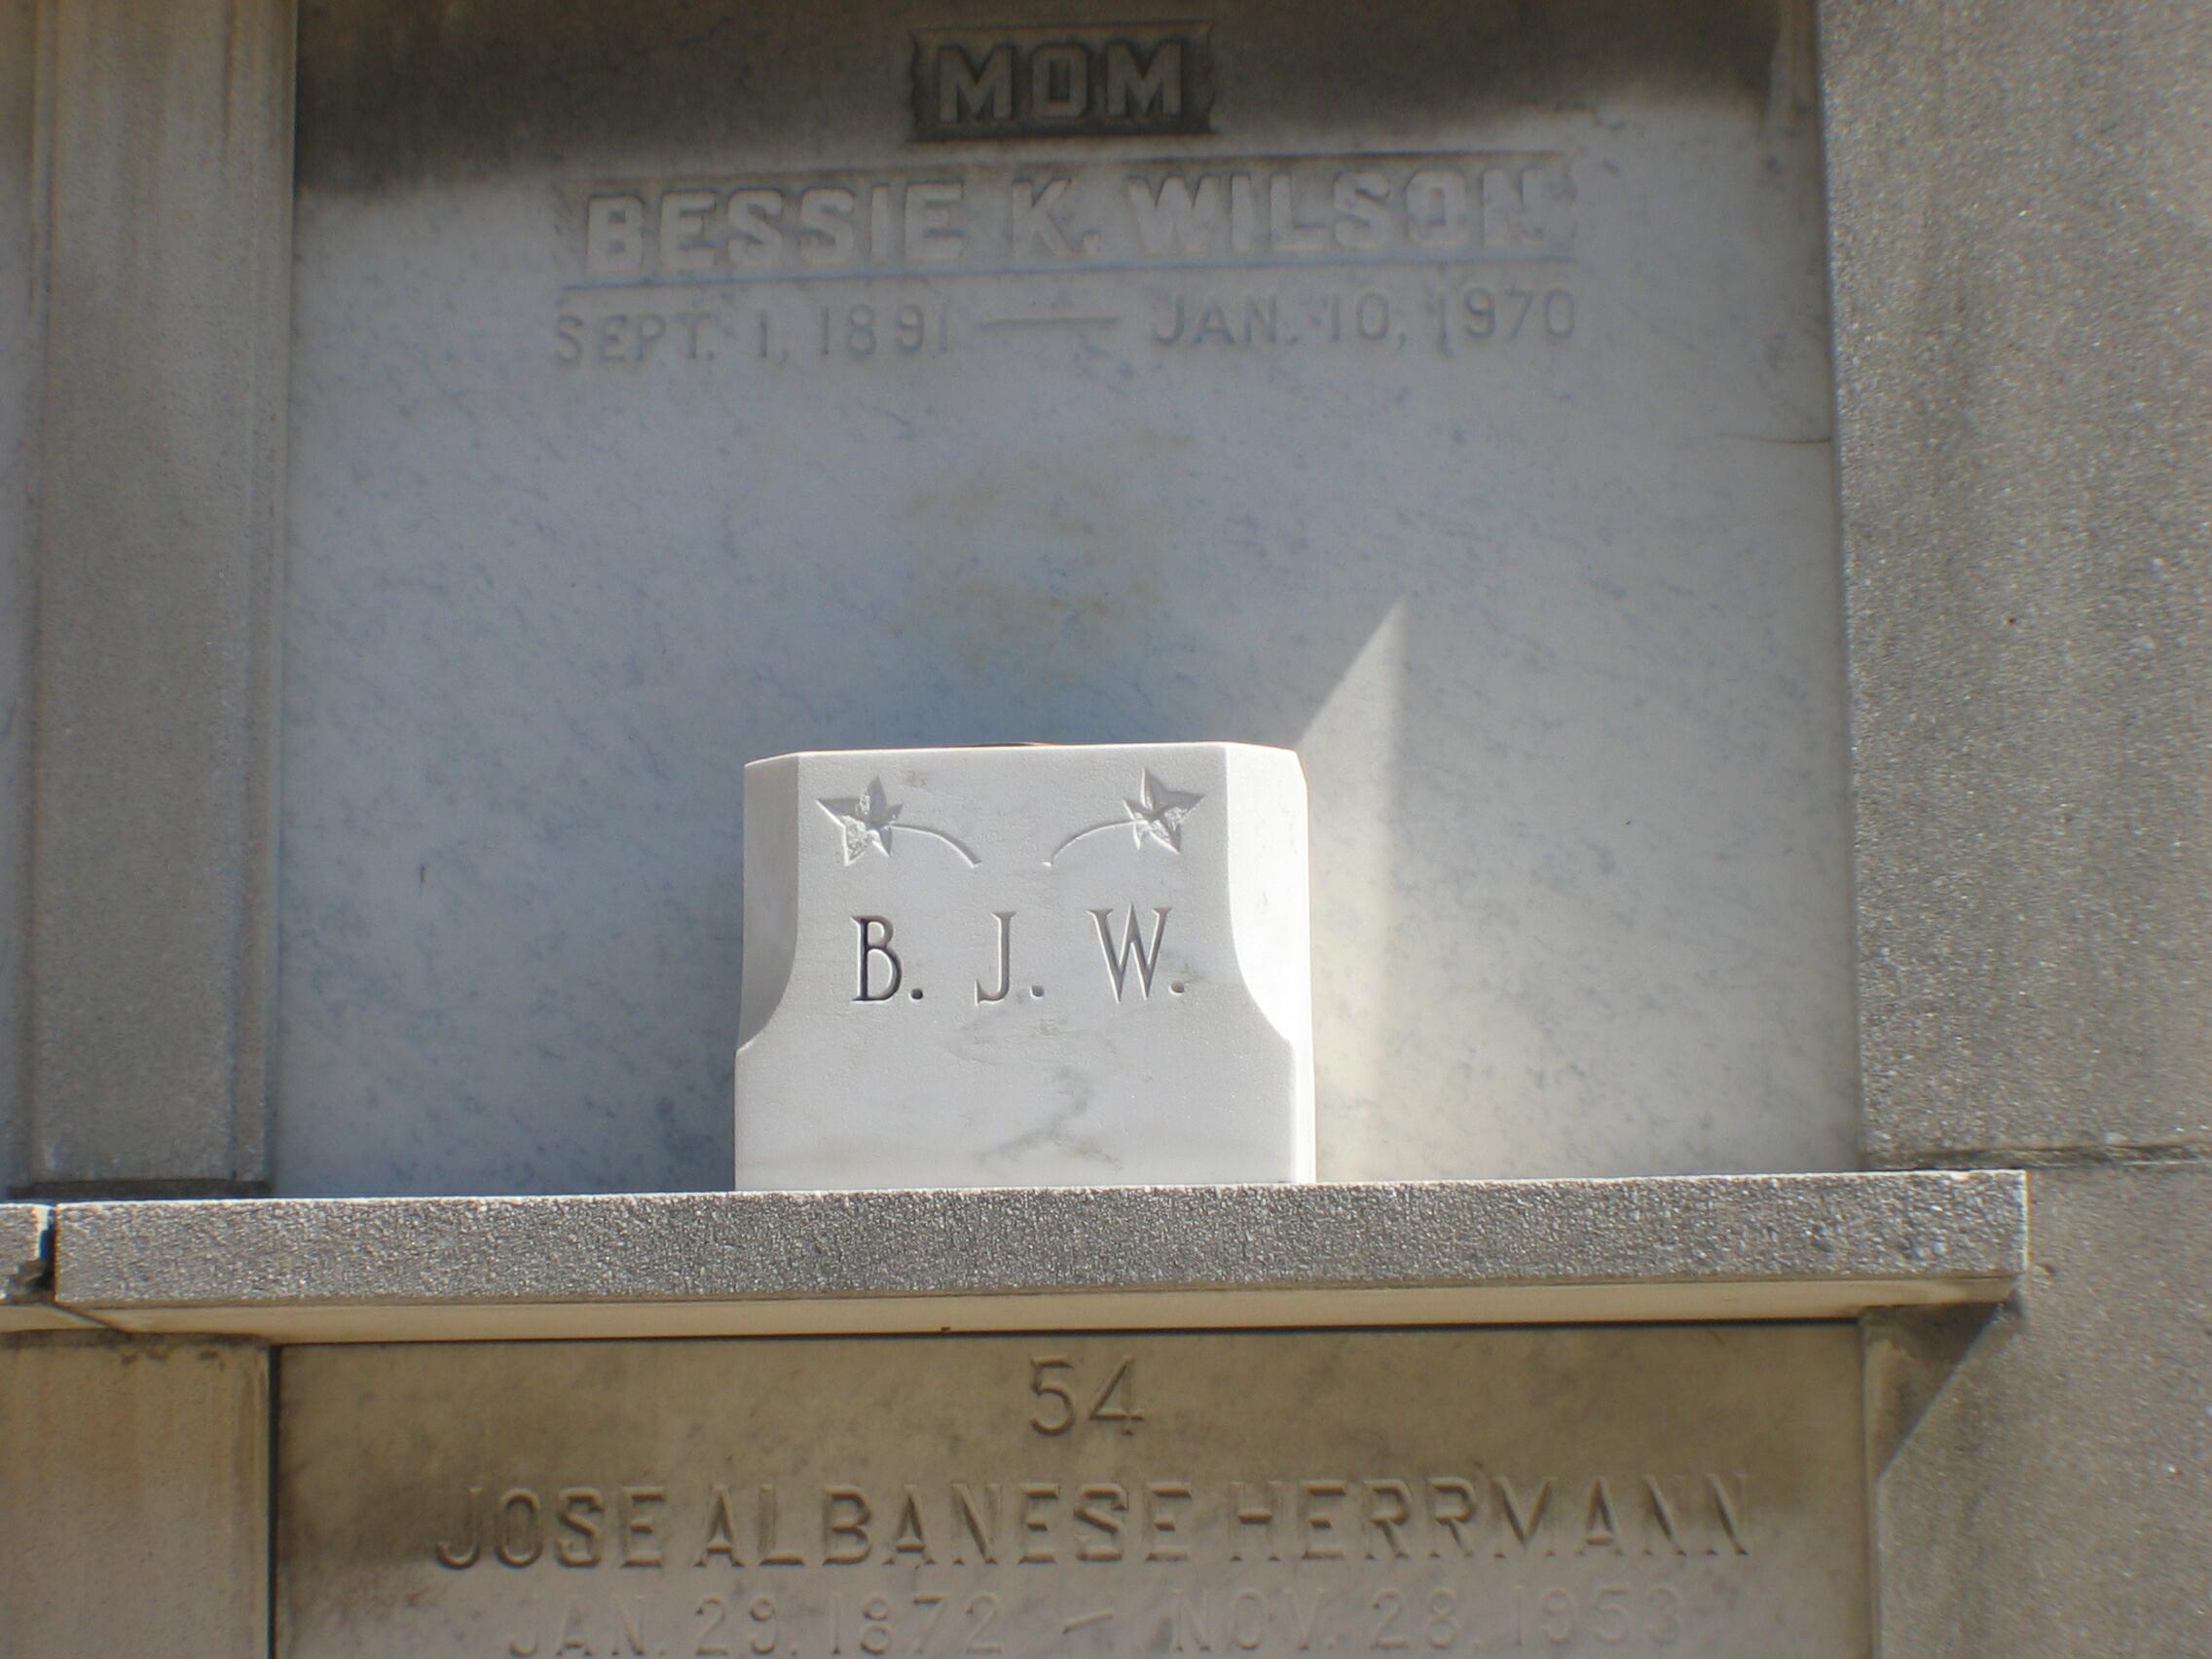 MOM
BESSIE K. WILSON
SEPT. 1, 1891 — JAN. 10, 1970
B. J. W.
54
JOSE ALBANESE HERRMANN
JAN. 29, 1872 – NOV. 28, 1953